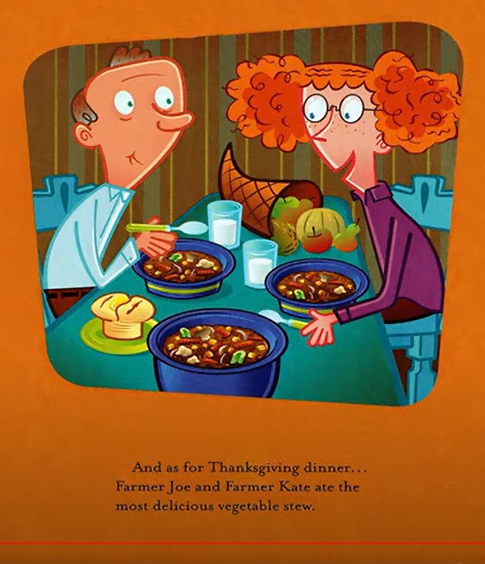 And as for Thanksgiving dinner...
Farmer Joe and Farmer Kate ate the
most delicious vegetable stew.